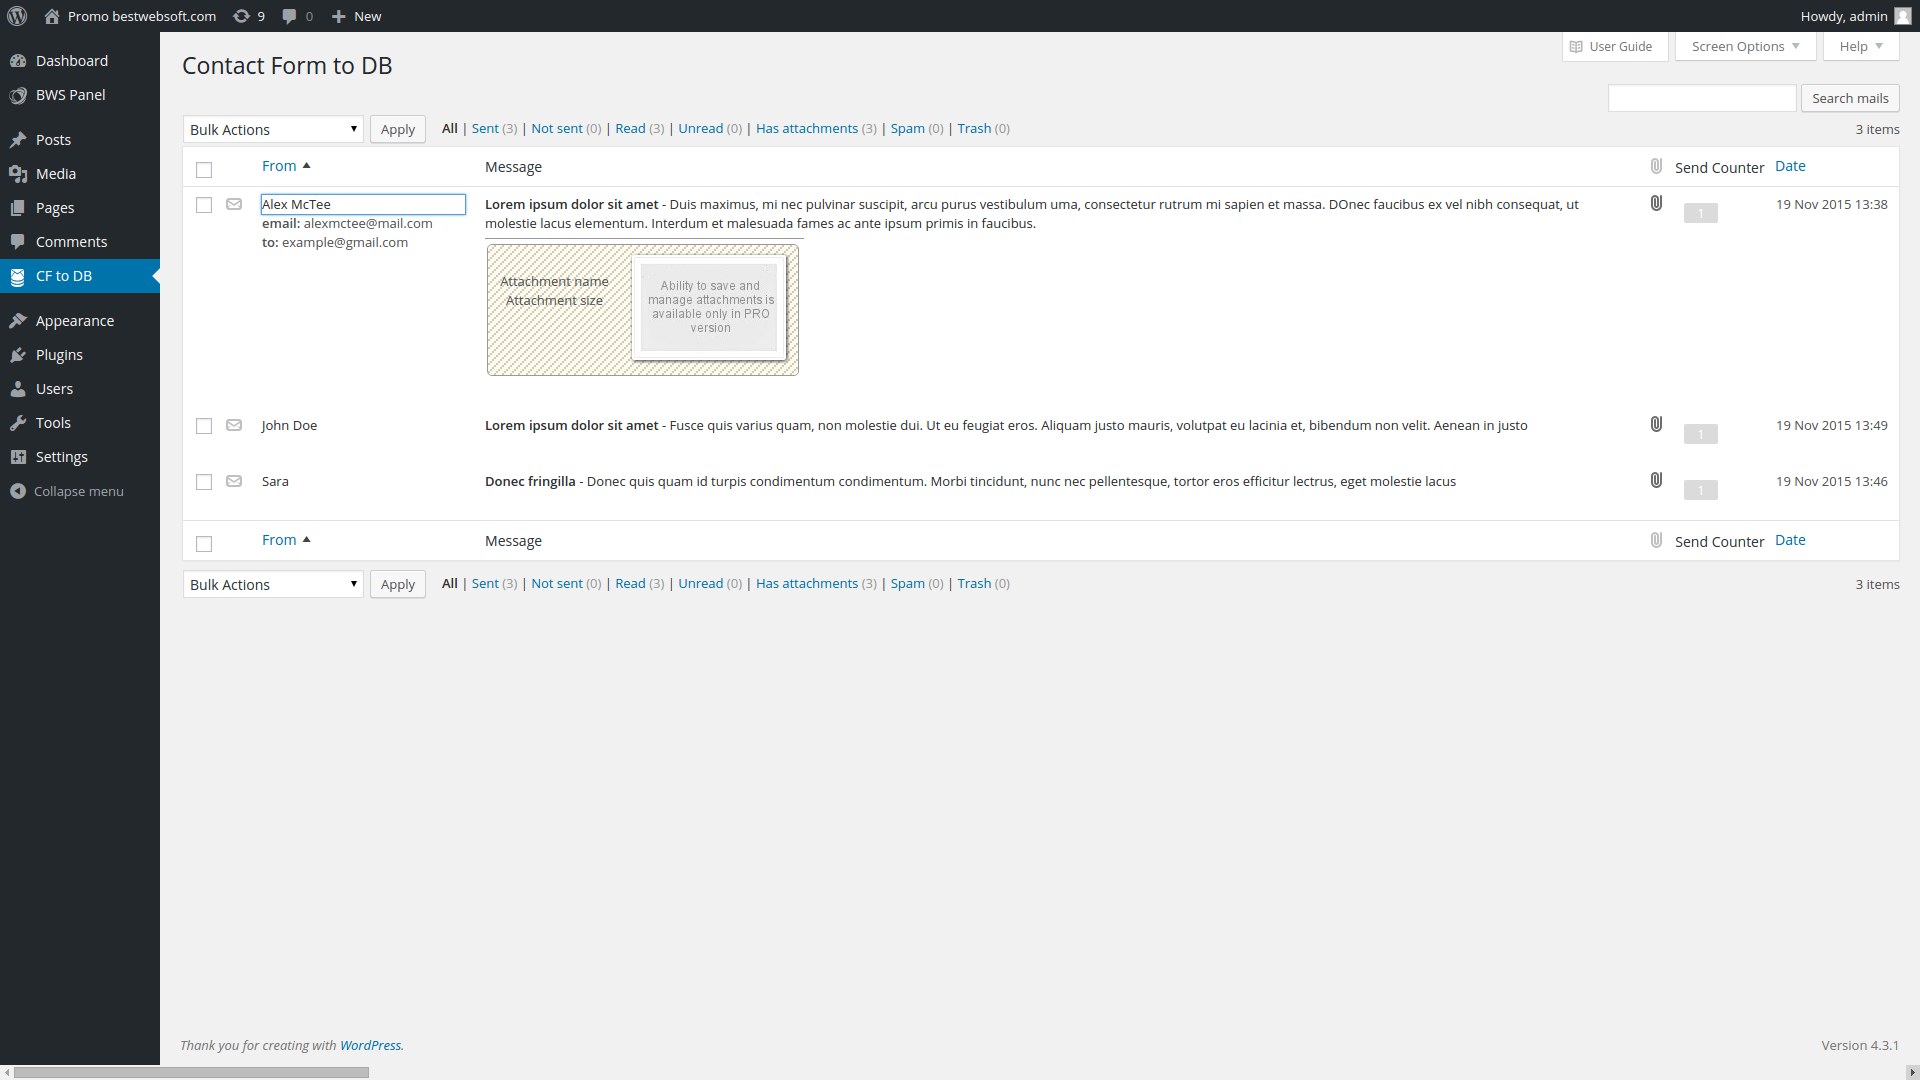 Promo bestwebsoft.com 9 0 New Howdy, admin
Dashboard
BWS Panel
Posts
Media
Pages
Comments
CF to DB
Appearance
Plugins
Users
Tools
Settings
Collapse menu
User Guide Screen Options Help
Contact Form to DB
Search mails
Bulk Actions Apply All | Sent (3) | Not sent (0) | Read (3) | Unread (0) | Has attachments (3) | Spam (0) | Trash (0) 3 items
From Message Send Counter Date
Alex McTee
email: alexmctee@mail.com
to: example@gmail.com
Lorem ipsum dolor sit amet - Duis maximus, mi nec pulvinar suscipit, arcu purus vestibulum uma, consectetur rutrum mi sapien et massa. DOnec faucibus ex vel nibh consequat, ut
molestie lacus elementum. Interdum et malesuada fames ac ante ipsum primis in faucibus.
1 19 Nov 2015 13:38
Attachment name
Attachment size
Ability to save and
manage attachments is
available only in PRO
version
John Doe Lorem ipsum dolor sit amet - Fusce quis varius quam, non molestie dui. Ut eu feugiat eros. Aliquam justo mauris, volutpat eu lacinia et, bibendum non velit. Aenean in justo 1 19 Nov 2015 13:49
Sara Donec fringilla - Donec quis quam id turpis condimentum condimentum. Morbi tincidunt, nunc nec pellentesque, tortor eros efficitur lectrus, eget molestie lacus 1 19 Nov 2015 13:46
From Message Send Counter Date
Bulk Actions Apply All | Sent (3) | Not sent (0) | Read (3) | Unread (0) | Has attachments (3) | Spam (0) | Trash (0) 3 items
Thank you for creating with WordPress. Version 4.3.1